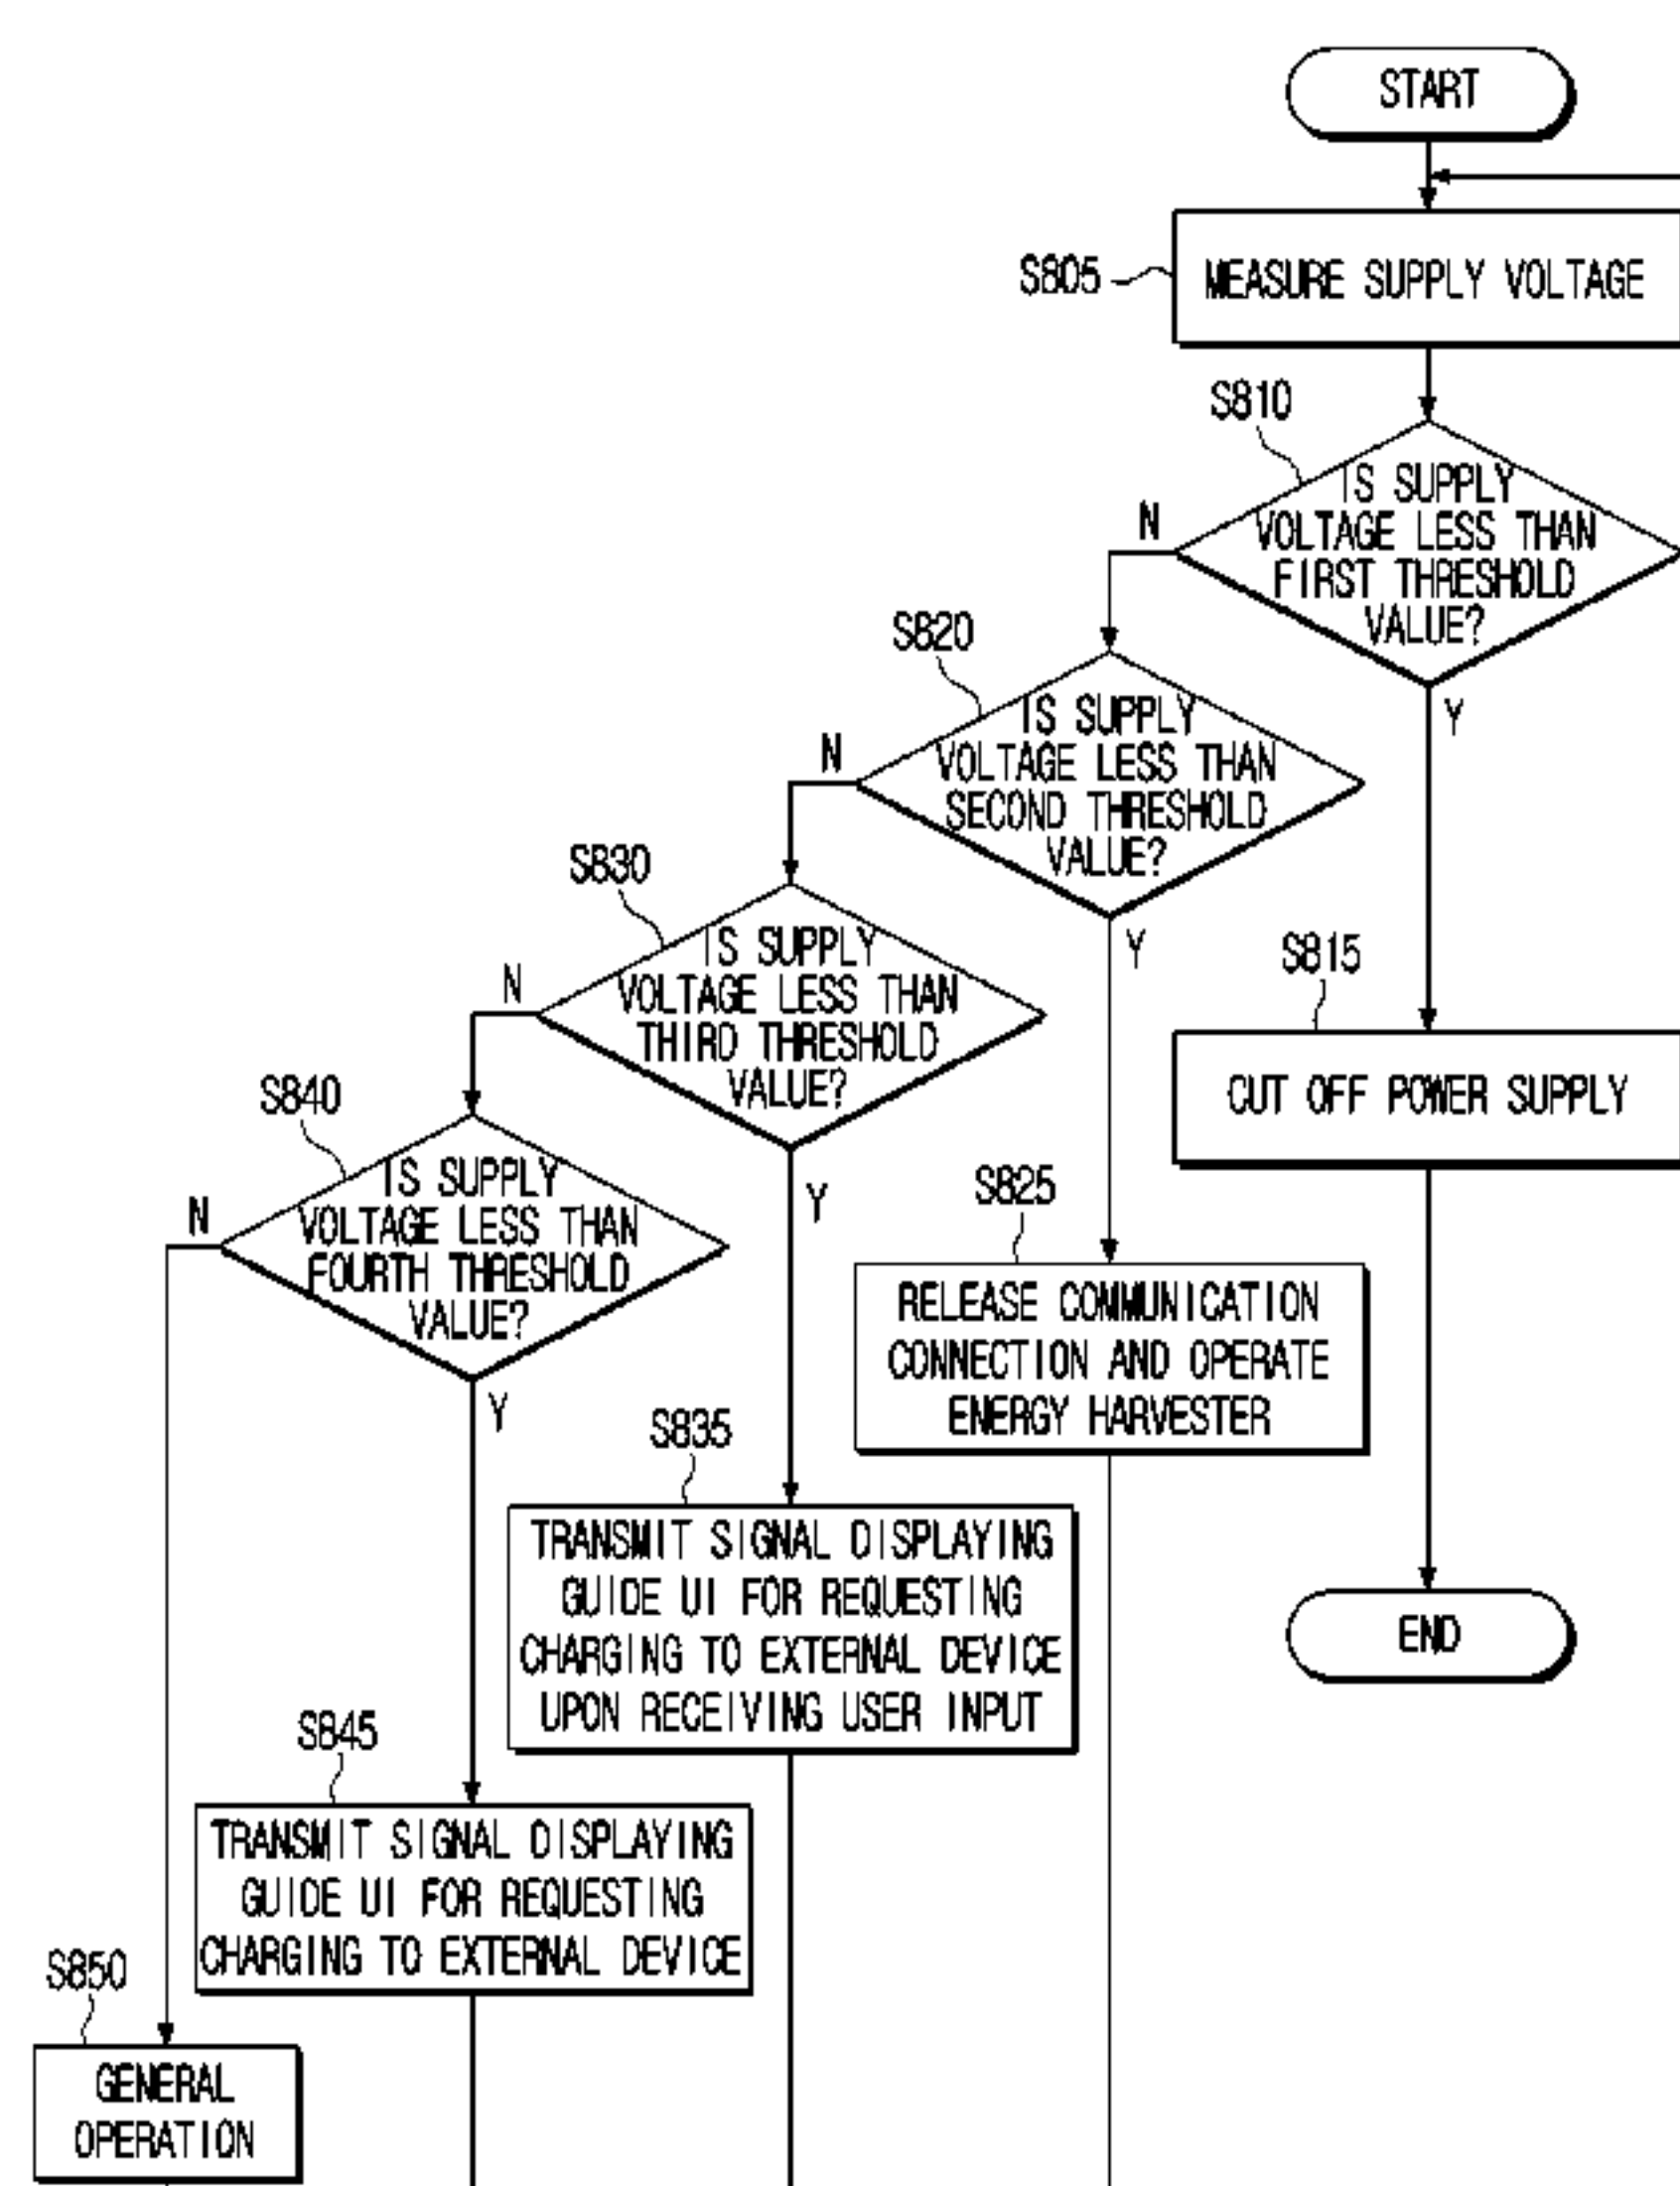 START
S805
MEASURE SUPPLY VOLTAGE
S810
IS SUPPLY
VOLTAGE LESS THAN
FIRST THRESHOLD
VALUE?
N
Y
S820
IS SUPPLY
VOLTAGE LESS THAN
SECOND THRESHOLD
VALUE?
N
Y
S815
CUT OFF POWER SUPPLY
S830
IS SUPPLY
VOLTAGE LESS THAN
THIRD THRESHOLD
VALUE?
N
Y
S825
RELEASE COMMUNICATION
CONNECTION AND OPERATE
ENERGY HARVESTER
S840
IS SUPPLY
VOLTAGE LESS THAN
FOURTH THRESHOLD
VALUE?
N
Y
S835
TRANSMIT SIGNAL DISPLAYING
GUIDE UI FOR REQUESTING
CHARGING TO EXTERNAL DEVICE
UPON RECEIVING USER INPUT
END
S845
TRANSMIT SIGNAL DISPLAYING
GUIDE UI FOR REQUESTING
CHARGING TO EXTERNAL DEVICE
S850
GENERAL
OPERATION